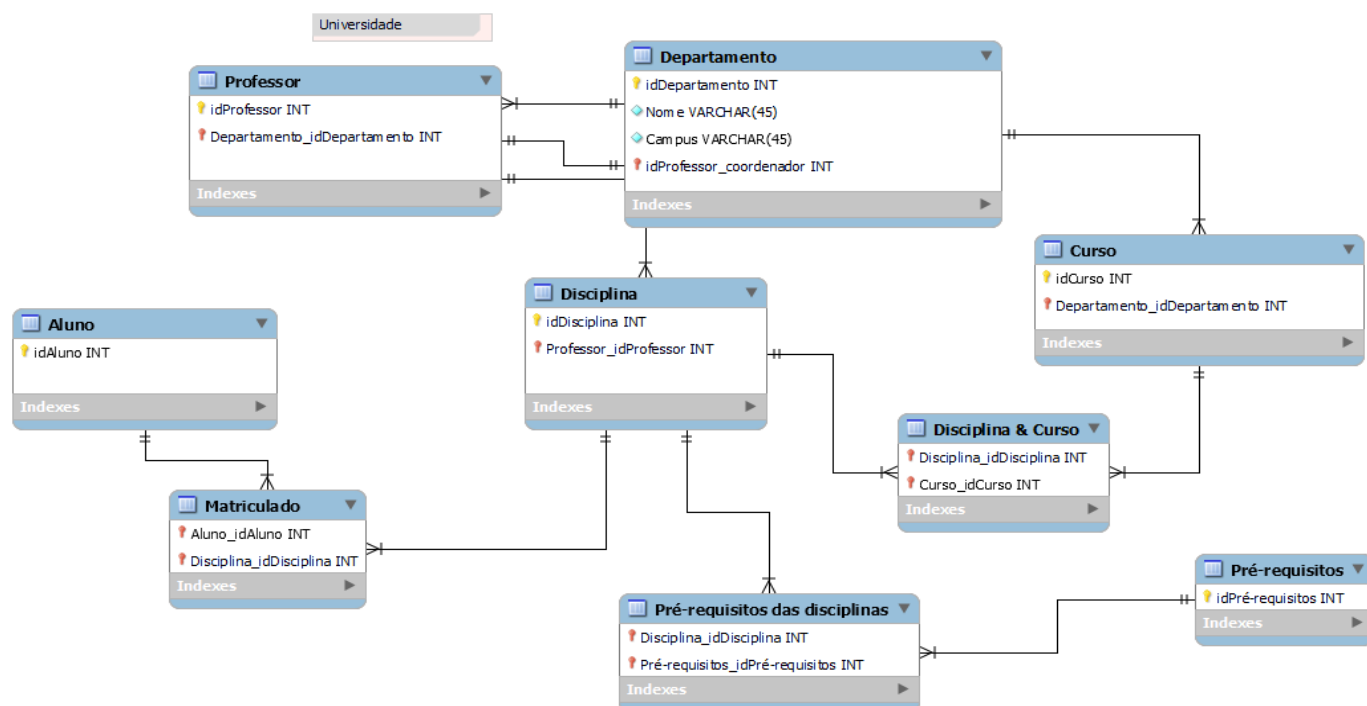 Universidade
Professor
idProfessor INT
Departamento_idDepartamento INT
Indexes
Departamento
idDepartamento INT
Nome VARCHAR(45)
Campus VARCHAR(45)
idProfessor_coordenador INT
Indexes
Curso
idCurso INT
Departamento_idDepartamento INT
Indexes
Disciplina
idDisciplina INT
Professor_idProfessor INT
Indexes
Aluno
idAluno INT
Indexes
Disciplina & Curso
Disciplina_idDisciplina INT
Curso_idCurso INT
Indexes
Matriculado
Aluno_idAluno INT
Disciplina_idDisciplina INT
Indexes
Pré-requisitos das disciplinas
Disciplina_idDisciplina INT
Pré-requisitos_idPré-requisitos INT
Indexes
Pré-requisitos
idPré-requisitos INT
Indexes